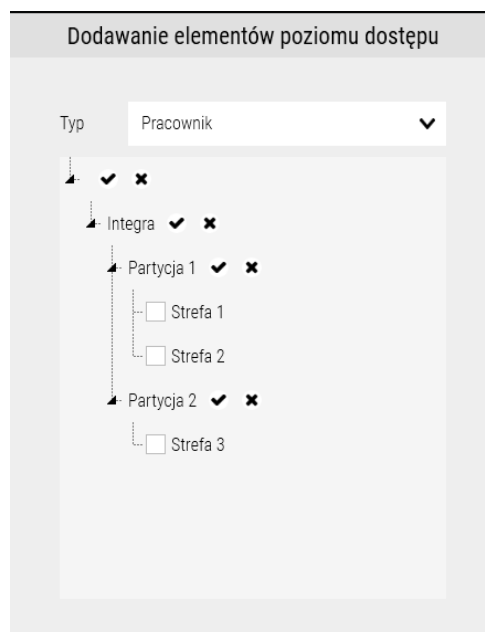 Dodawanie elementów poziomu dostępu
Typ Pracownik
Integra
Partycja 1
Strefa 1
Strefa 2
Partycja 2
Strefa 3